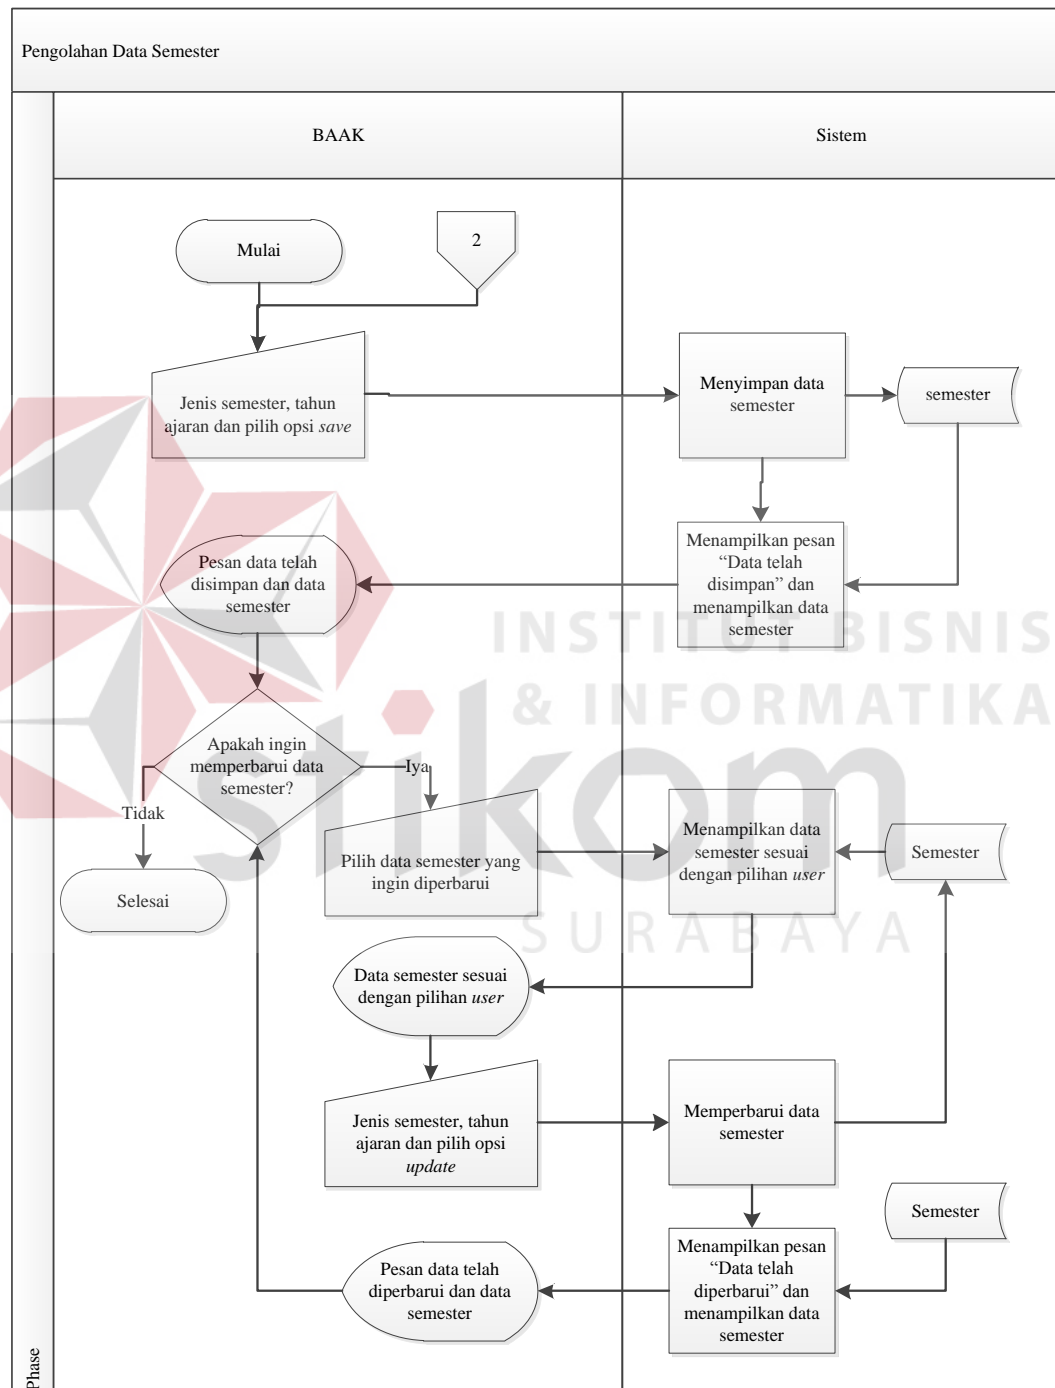 Pengolahan Data Semester
BAAK
Sistem
Mulai
2
Jenis semester, tahun
ajaran dan pilih opsi save
Menyimpan data
semester
semester
Menampilkan pesan
“Data telah
disimpan” dan
menampilkan data
semester
Pesan data telah
disimpan dan data
semester
INSTITUT BISNIS
& INFORMATIKA
stikom
SURABAYA
Apakah ingin
memperbarui data
semester?
Iya
Tidak
Selesai
Pilih data semester yang
ingin diperbarui
Menampilkan data
semester sesuai
dengan pilihan user
Semester
Data semester sesuai
dengan pilihan user
Jenis semester, tahun
ajaran dan pilih opsi
update
Memperbarui data
semester
Semester
Menampilkan pesan
“Data telah
diperbarui” dan
menampilkan data
semester
Pesan data telah
diperbarui dan data
semester
Phase